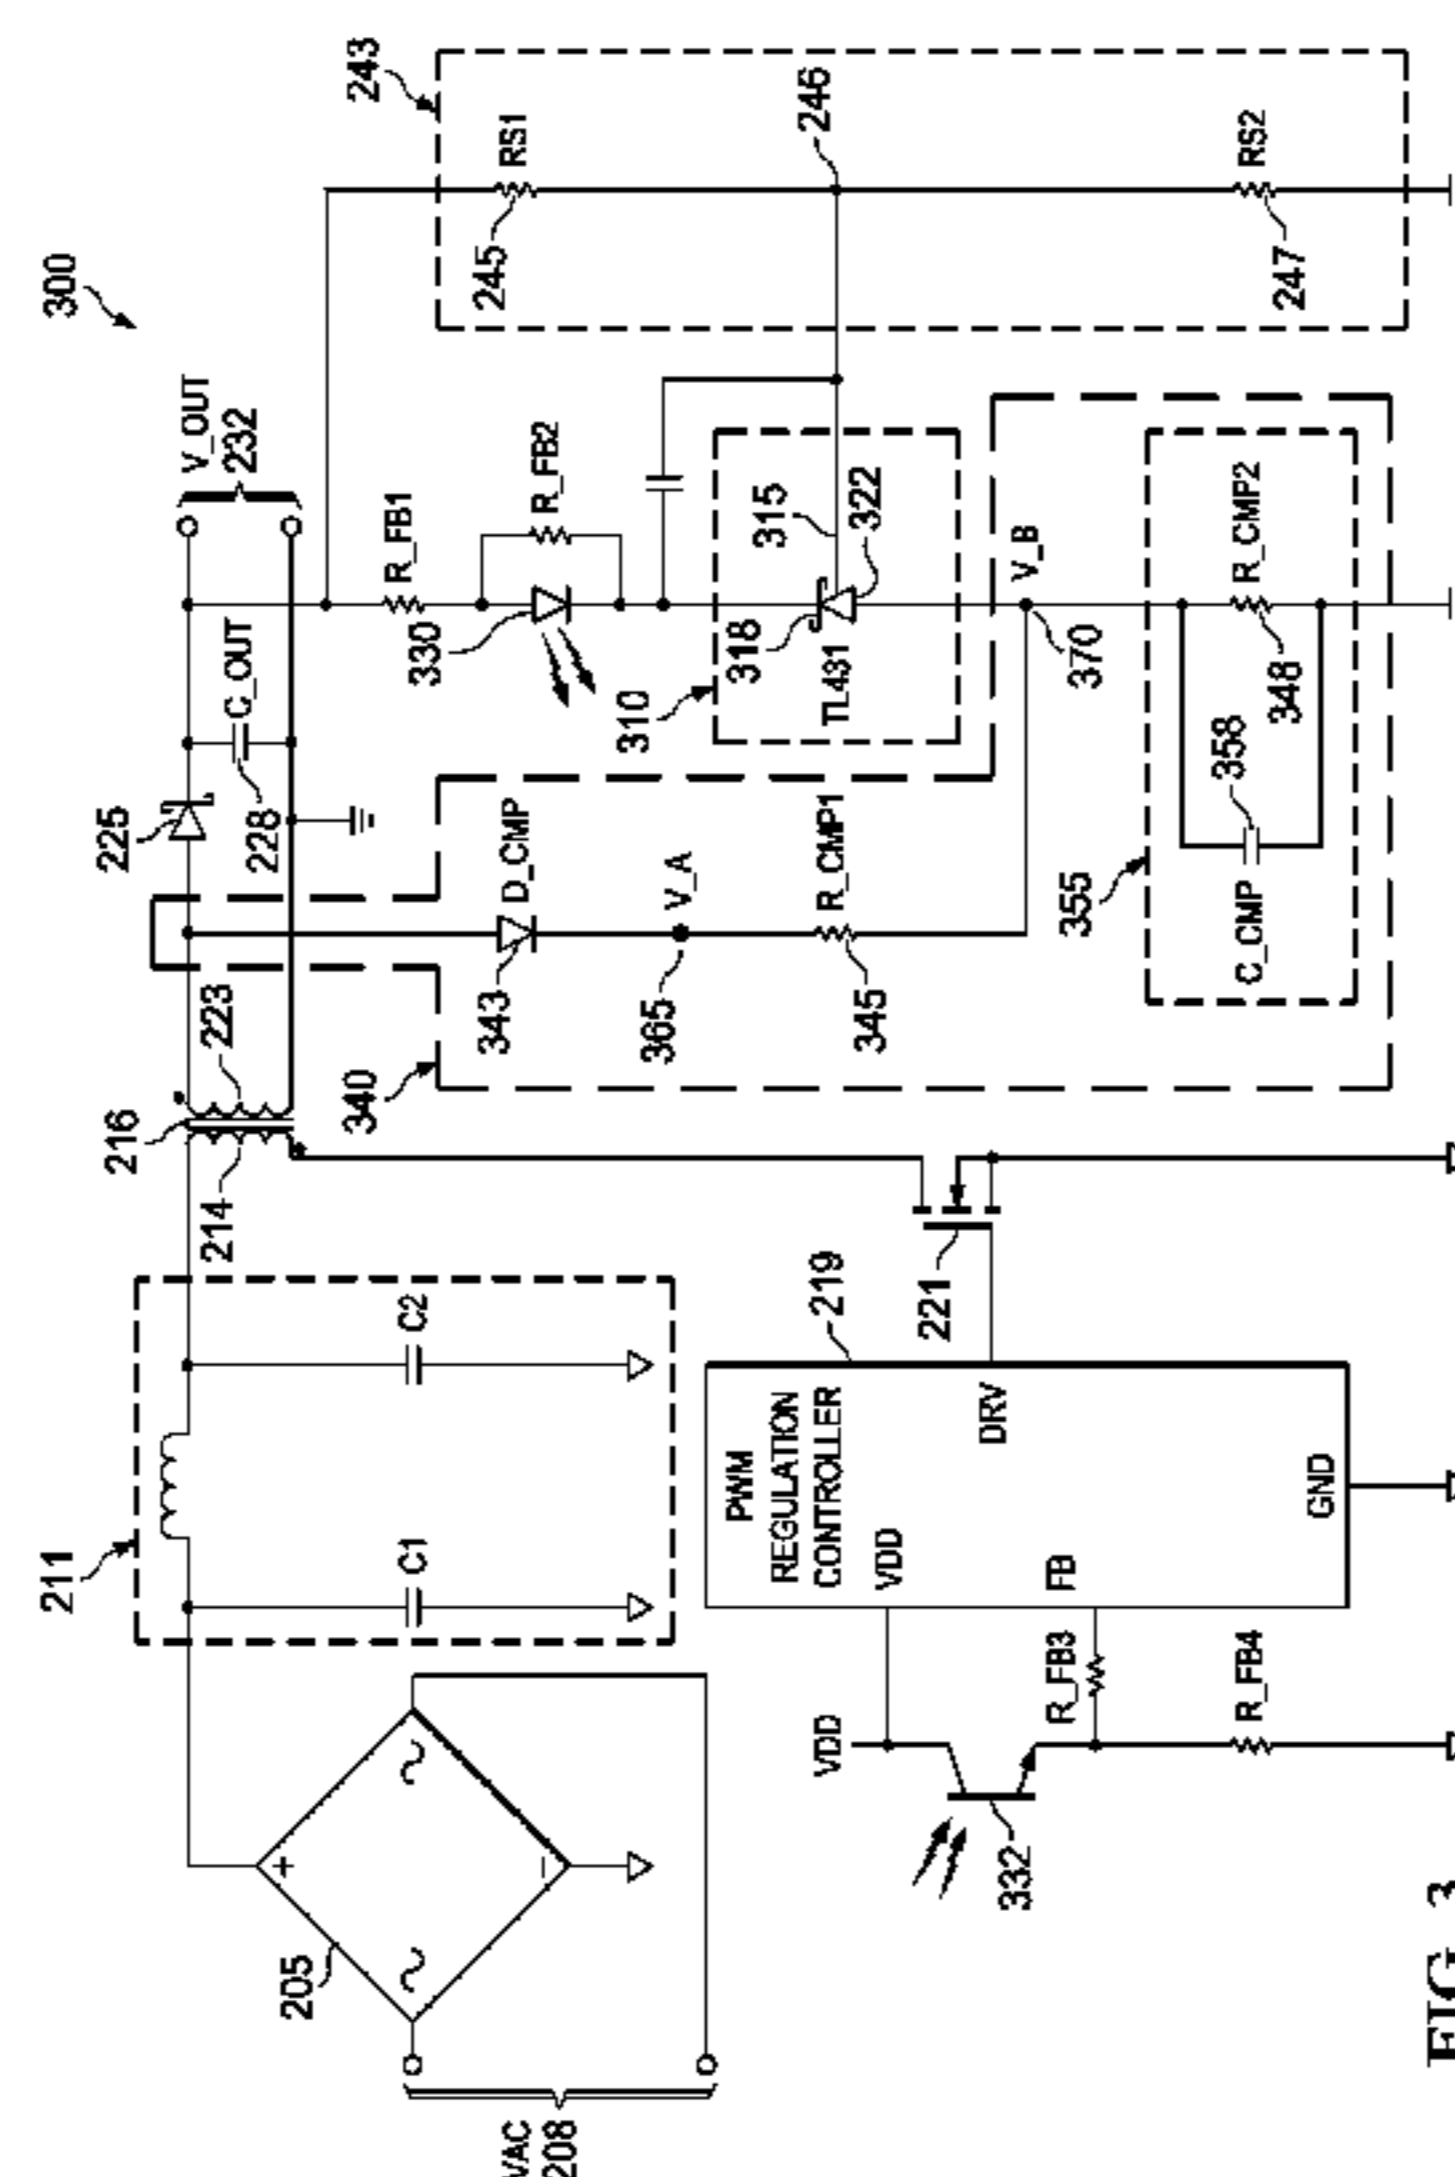 300
243
RS1
245
246
RS2
247
V_OUT
232
R_FB1
R_FB2
330
315
322
318
TL431
310
V_B
370
R_CMP2
348
358
C_CMP
355
C_OUT
228
225
D_CMP
343
V_A
365
R_CMP1
345
340
223
216
214
211
C2
C1
221
219
PWM
REGULATION
CONTROLLER
VDD
DRV
FB
GND
VDD
R_FB3
R_FB4
332
205
+
−
~
~
VAC
208
FIG. 3